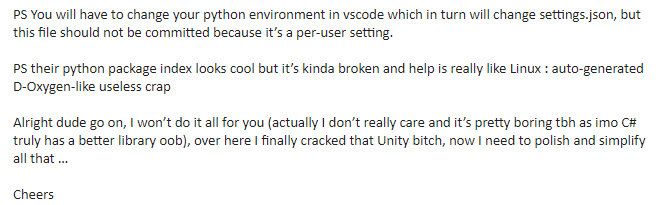 PS You will have to change your python environment in vscode which in turn will change settings.json, but
this file should not be committed because it's a per-user setting.
PS their python package index looks cool but it's kinda broken and help is really like Linux : auto-generated
D-Oxygen-like useless crap
Alright dude go on, I won't do it all for you (actually I don't really care and it's pretty boring tbh as imo C#
truly has a better library oob), over here I finally cracked that Unity bitch, now I need to polish and simplify
all that ...
Cheers